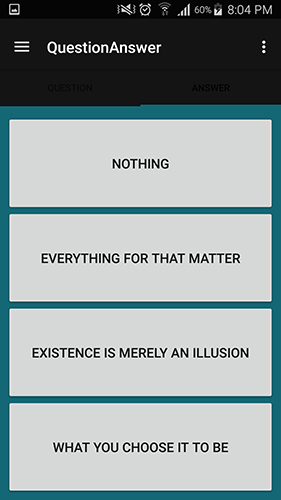 60% 8:04 PM
QuestionAnswer
QUESTION ANSWER
NOTHING
EVERYTHING FOR THAT MATTER
EXISTENCE IS MERELY AN ILLUSION
WHAT YOU CHOOSE IT TO BE